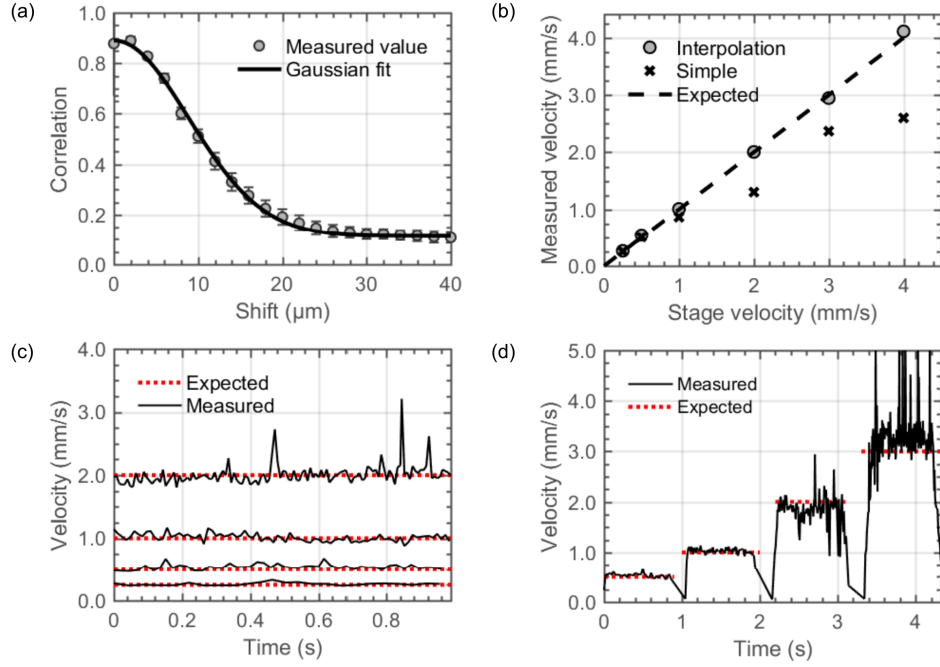 (a)
1.0
0.8
0.6
0.4
0.2
0.0
Correlation
Measured value
Gaussian fit
0 10 20 30 40
Shift (µm)
(b)
4.0
3.0
2.0
1.0
0.0
Measured velocity (mm/s)
Interpolation
Simple
Expected
0 1 2 3 4
Stage velocity (mm/s)
(c)
4.0
3.0
2.0
1.0
0.0
Velocity (mm/s)
Expected
Measured
0 0.2 0.4 0.6 0.8
Time (s)
(d)
5.0
4.0
3.0
2.0
1.0
0.0
Velocity (mm/s)
Measured
Expected
0 1 2 3 4
Time (s)